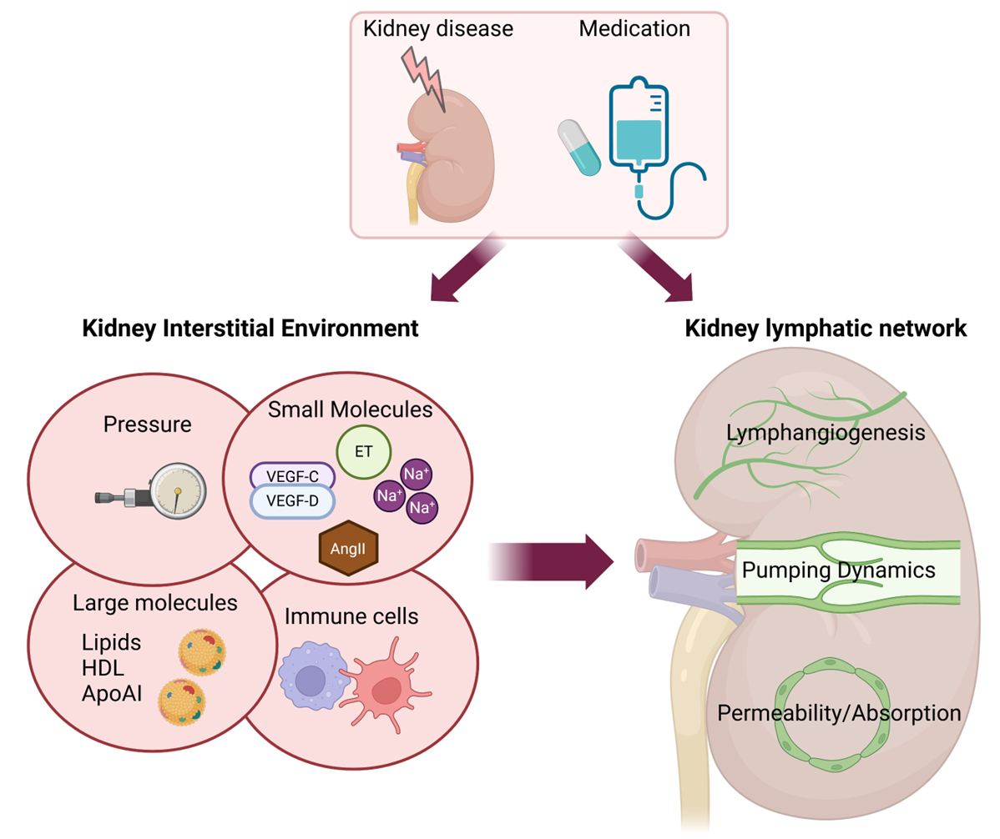 Kidney disease
Medication
Kidney Interstitial Environment
Kidney lymphatic network
Pressure
Small Molecules
ET
VEGF-C
VEGF-D
Na⁺
Na⁺
Na⁺
AngII
Large molecules
Lipids
HDL
ApoAI
Immune cells
Lymphangiogenesis
Pumping Dynamics
Permeability/Absorption